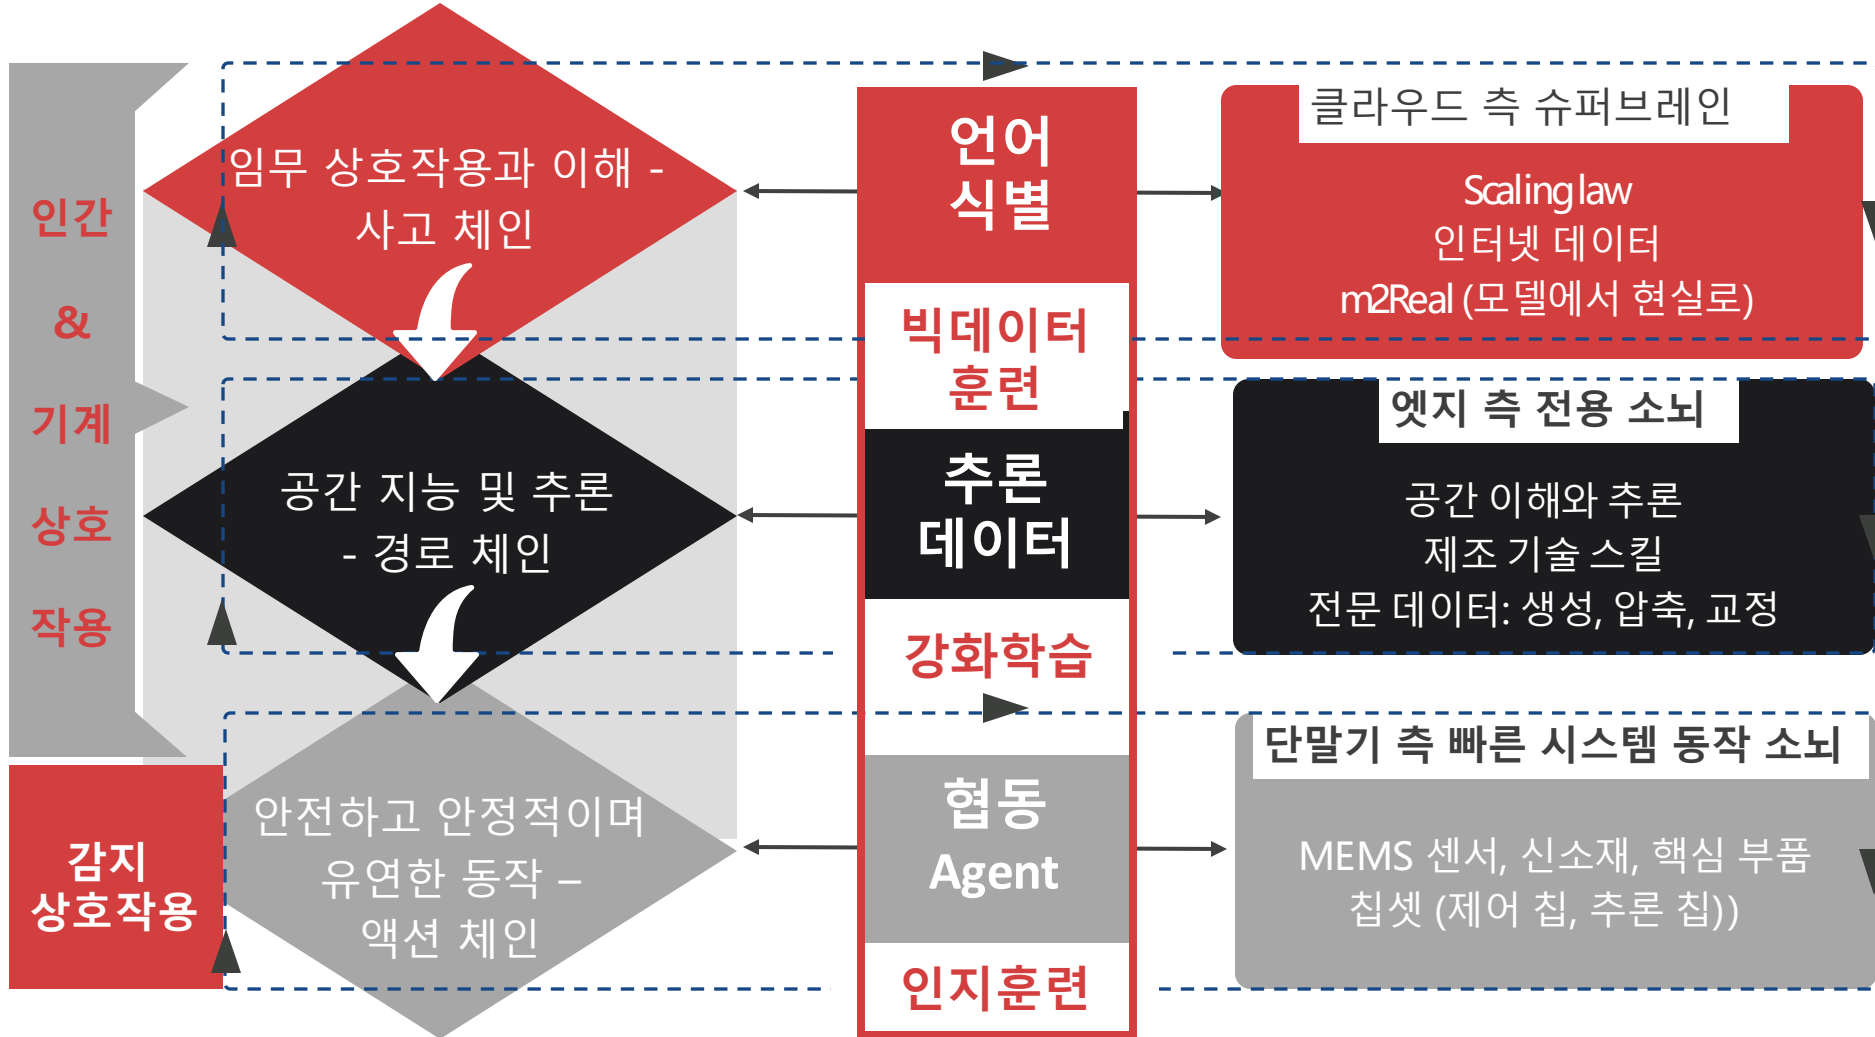 인간
&
기계
상호
작용
감지
상호작용
임무 상호작용과 이해 -
사고 체인
공간 지능 및 추론
- 경로 체인
안전하고 안정적이며
유연한 동작 –
액션 체인
언어
식별
빅데이터
훈련
추론
데이터
강화학습
협동
Agent
인지훈련
클라우드 측 슈퍼브레인
Scaling law
인터넷 데이터
m2Real (모델에서 현실로)
엣지 측 전용 소뇌
공간 이해와 추론
제조 기술 스킬
전문 데이터: 생성, 압축, 교정
단말기 측 빠른 시스템 동작 소뇌
MEMS 센서, 신소재, 핵심 부품
칩셋 (제어 칩, 추론 칩))